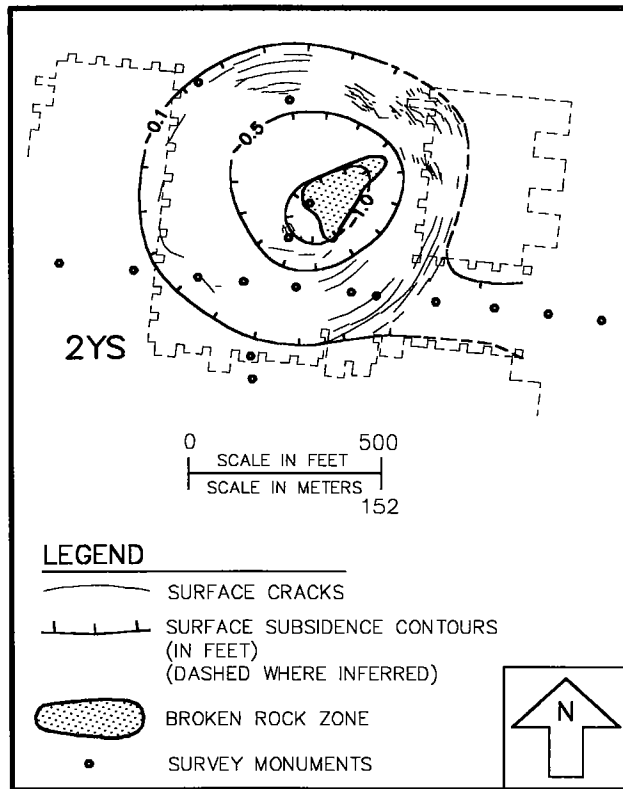 -0.1
-0.5
-1.0
2YS
0 500
SCALE IN FEET
SCALE IN METERS
152
LEGEND
SURFACE CRACKS
SURFACE SUBSIDENCE CONTOURS
(IN FEET)
(DASHED WHERE INFERRED)
BROKEN ROCK ZONE
N
SURVEY MONUMENTS